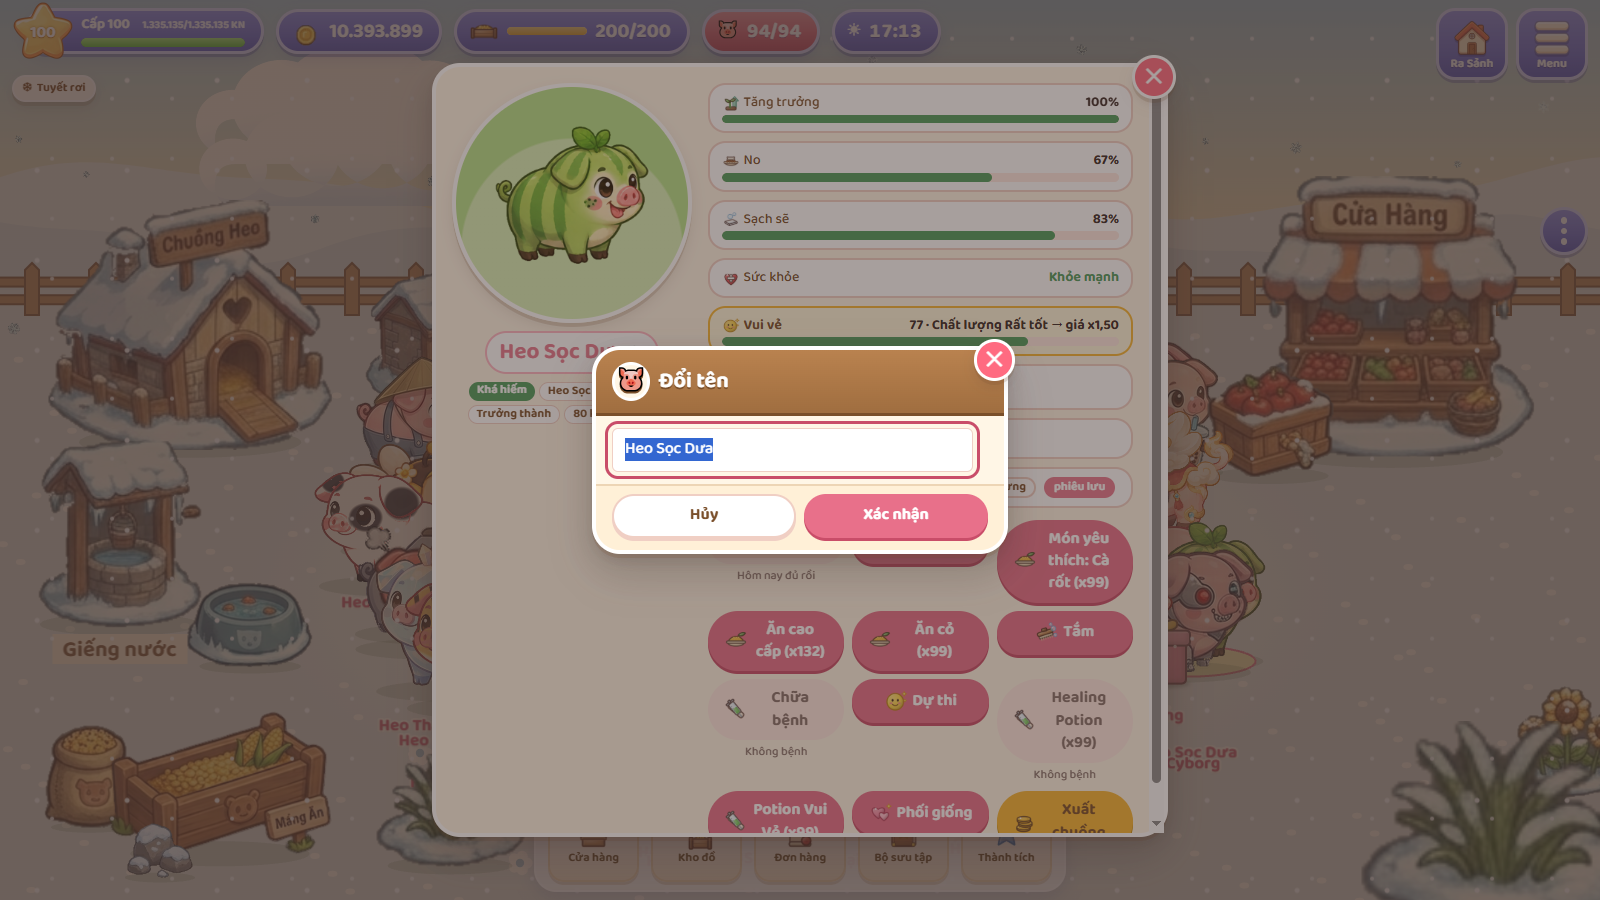 100
Cấp 100
1.335.135/1.335.135 KN
10.393.899
200/200
94/94
17:13
Ra Sảnh
Menu
Tuyết rơi
Tăng trưởng
100%
No
67%
Sạch sẽ
83%
Sức khỏe
Khỏe mạnh
Vui vẻ
77 · Chất lượng Rất tốt → giá x1,50
Chuồng Heo
Cửa Hàng
Heo Sọc
Khá hiếm
Heo Sọc
Trưởng thành
80
Đổi tên
Heo Sọc Dưa
Hủy
Xác nhận
phiêu lưu
Hôm nay đủ rồi
Món yêu
thích: Cà
rốt (x99)
Ăn cao
cấp (x132)
Ăn cỏ
(x99)
Tắm
Chữa
bệnh
Không bệnh
Dự thi
Healing
Potion
(x99)
Không bệnh
Potion Vui
Vẻ (x99)
Phối giống
Xuất
chuồng
Giếng nước
Máng Ăn
Heo
Heo
Sọc Dưa
Cyborg
Cửa hàng
Kho đồ
Đơn hàng
Bộ sưu tập
Thành tích